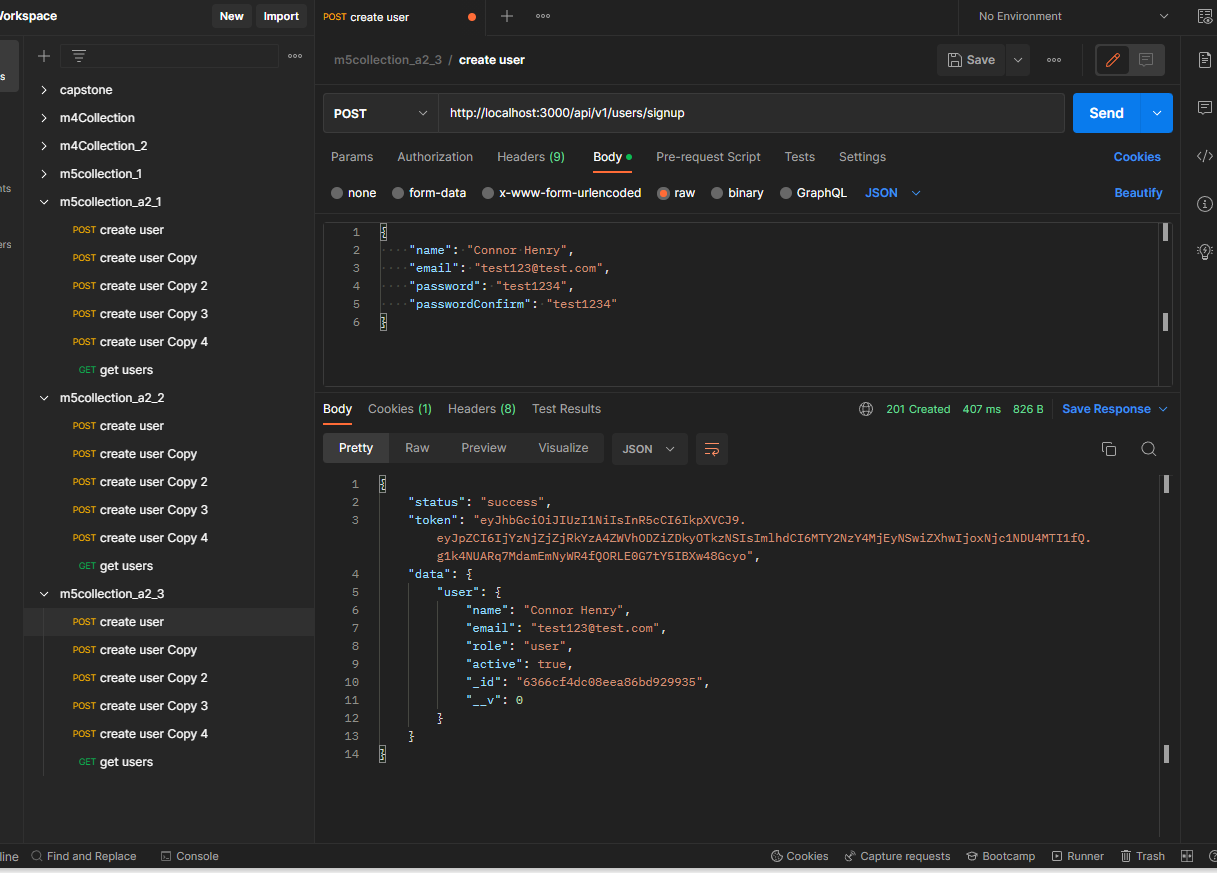 Workspace
New
Import
POST create user
No Environment
s
nts
ers
capstone
m4Collection
m4Collection_2
m5collection_1
m5collection_a2_1
POST create user
POST create user Copy
POST create user Copy 2
POST create user Copy 3
POST create user Copy 4
GET get users
m5collection_a2_2
POST create user
POST create user Copy
POST create user Copy 2
POST create user Copy 3
POST create user Copy 4
GET get users
m5collection_a2_3
POST create user
POST create user Copy
POST create user Copy 2
POST create user Copy 3
POST create user Copy 4
GET get users
m5collection_a2_3 / create user
Save
POST
http://localhost:3000/api/v1/users/signup
Send
Params Authorization Headers (9) Body Pre-request Script Tests Settings Cookies
none form-data x-www-form-urlencoded raw binary GraphQL JSON Beautify
1 {
2 "name": "Connor Henry",
3 "email": "test123@test.com",
4 "password": "test1234",
5 "passwordConfirm": "test1234"
6 }
Body Cookies (1) Headers (8) Test Results 201 Created 407 ms 826 B Save Response
Pretty Raw Preview Visualize JSON
1 {
2 "status": "success",
3 "token": "eyJhbGciOiJIUzI1NiIsInR5cCI6IkpXVCJ9.
eyJpZCI6IjYzNjZjZjRkYzA4ZWVhODZiZDkyOTkzNSIsImlhdCI6MTY2NzY4MjEyNSwiZXhwIjoxNjc1NDU4MTI1fQ.
g1k4NUARq7MdamEmNyWR4fQORLE0G7tY5IBXw48Gcyo",
4 "data": {
5 "user": {
6 "name": "Connor Henry",
7 "email": "test123@test.com",
8 "role": "user",
9 "active": true,
10 "_id": "6366cf4dc08eea86bd929935",
11 "__v": 0
12 }
13 }
14 }
line Find and Replace Console Cookies Capture requests Bootcamp Runner Trash